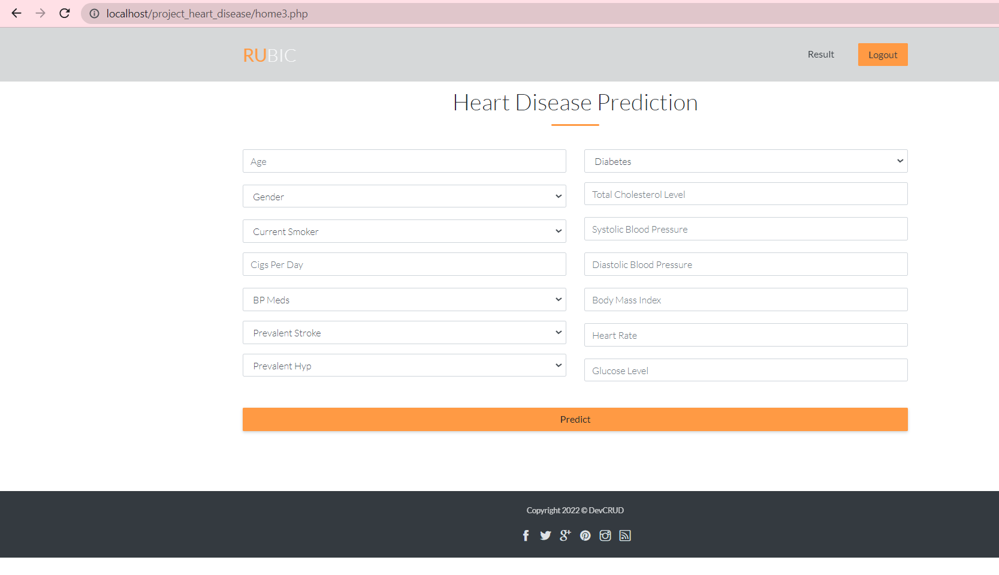 localhost/project_heart_disease/home3.php
RUBIC
Result
Logout
Heart Disease Prediction
Age
Gender
Current Smoker
Cigs Per Day
BP Meds
Prevalent Stroke
Prevalent Hyp
Diabetes
Total Cholesterol Level
Systolic Blood Pressure
Diastolic Blood Pressure
Body Mass Index
Heart Rate
Glucose Level
Predict
Copyright 2022 © DevCRUD